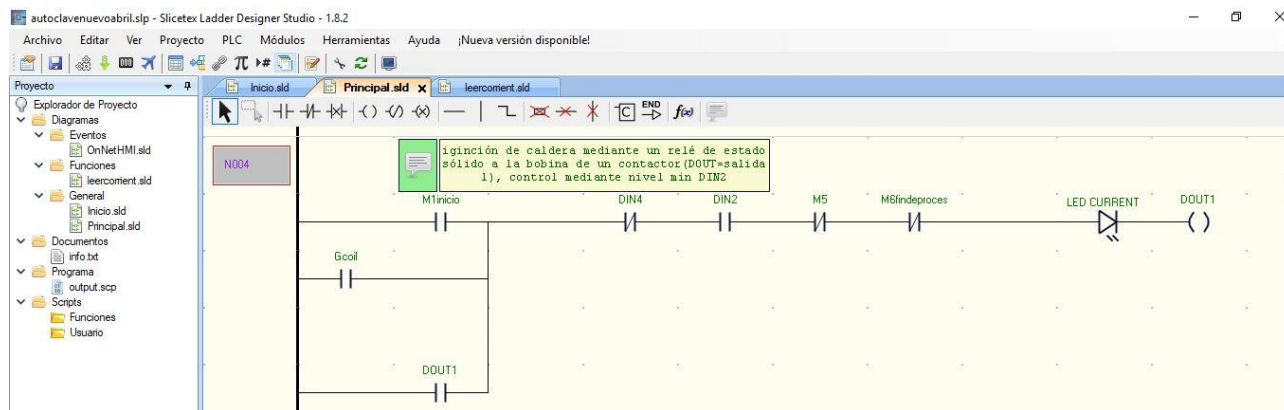 autoclavenuevoabril.slp - Slicetex Ladder Designer Studio - 1.8.2
Archivo Editar Ver Proyecto PLC Módulos Herramientas Ayuda ¡Nueva versión disponible!
Proyecto
Inicio.sld Principal.sld x leercorrient.sld
Explorador de Proyecto
Diagramas
Eventos
OnNetHMI.sld
Funciones
leercorrient.sld
General
Inicio.sld
Principal.sld
Documentos
info.txt
Programa
output.scp
Scripts
Funciones
Usuario
END
f(x)
N004
iginción de caldera mediante un relé de estado
sólido a la bobina de un contactor(DOUT=salida
1), control mediante nivel min DIN2
M1inicio DIN4 DIN2 M5 M6findeproces LED CURRENT DOUT1
Gcoil
DOUT1